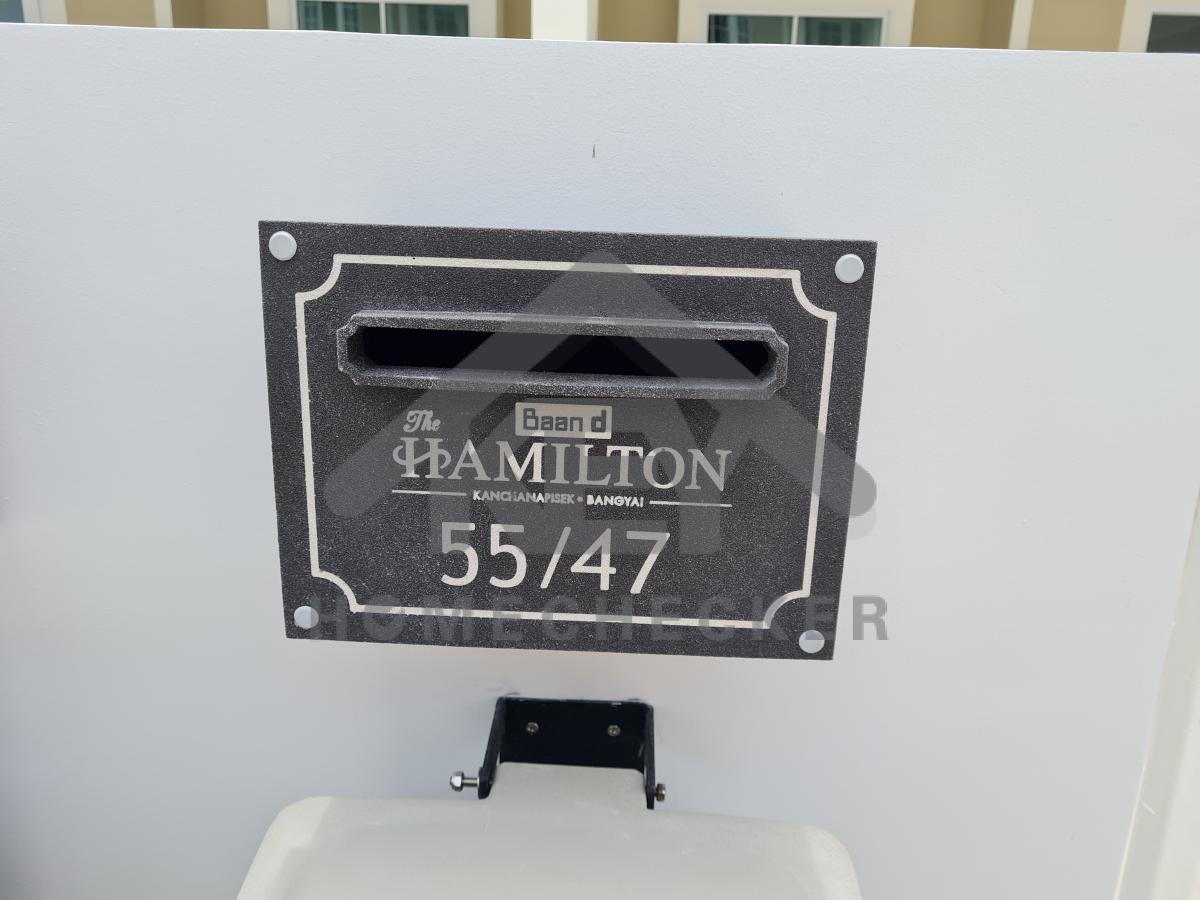 Baan d
The
HAMILTON
KANCHANAPISEK • BANGYAI
55/47
HOMECHECKER